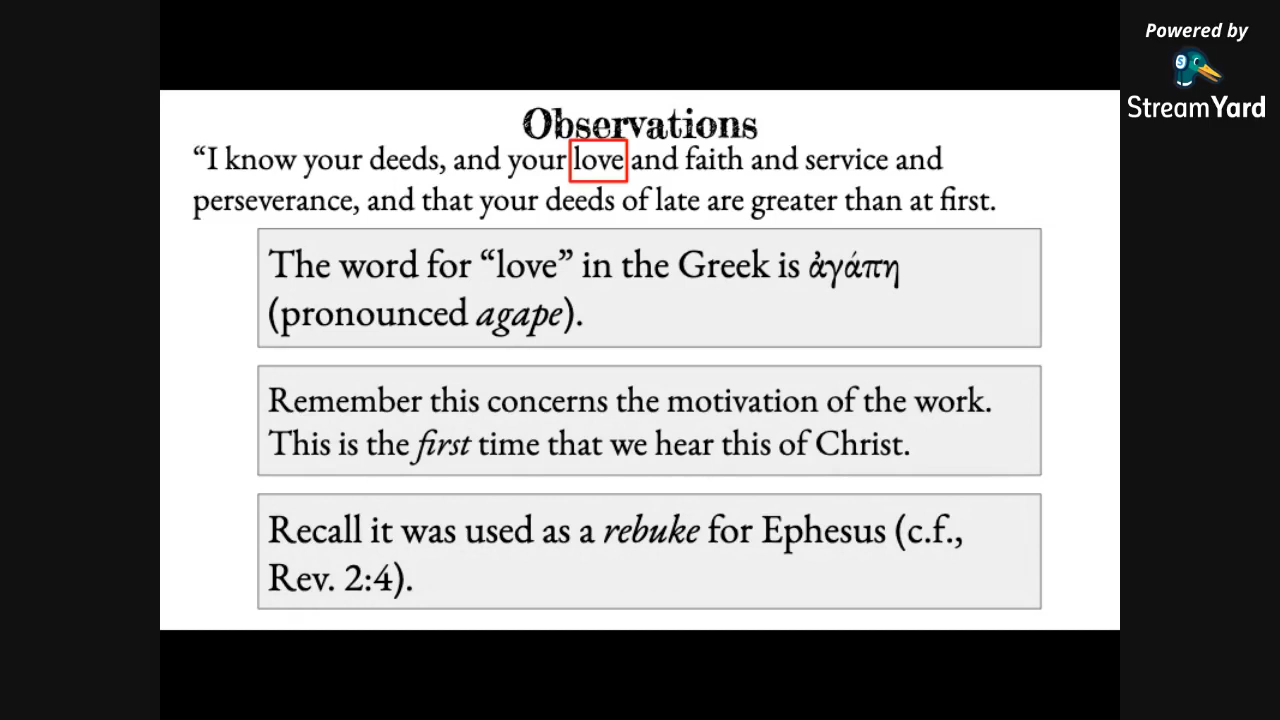 Powered by
StreamYard
Observations
“I know your deeds, and your love and faith and service and
perseverance, and that your deeds of late are greater than at first.
The word for “love” in the Greek is ἀγάπη
(pronounced agape).
Remember this concerns the motivation of the work.
This is the first time that we hear this of Christ.
Recall it was used as a rebuke for Ephesus (c.f.,
Rev. 2:4).